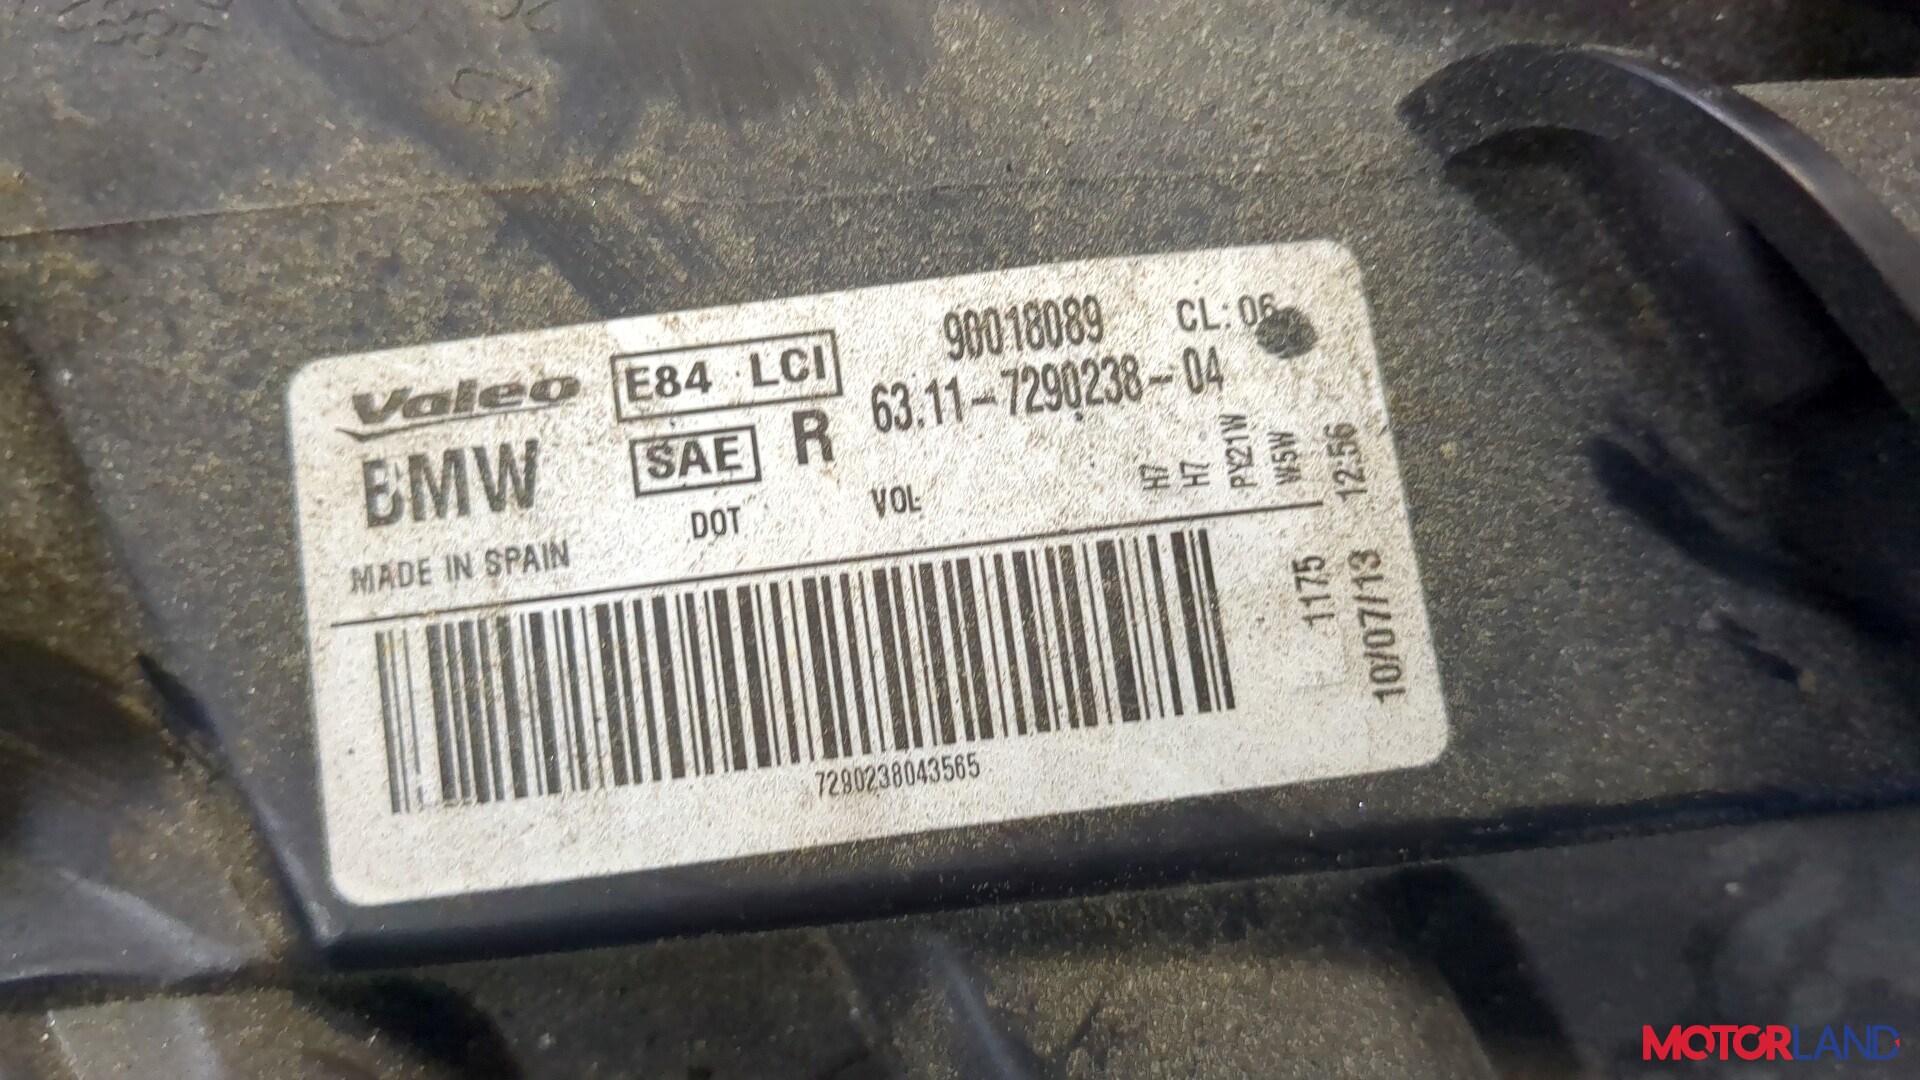 Valeo
E84 LCI
90018089
CL: 06
BMW
SAE
R
63.11-7290238-04
DOT
VOL
H7
H7
PY21W
W5W
12:56
MADE IN SPAIN
1175
10/07/13
7290238043565
MOTORLAND